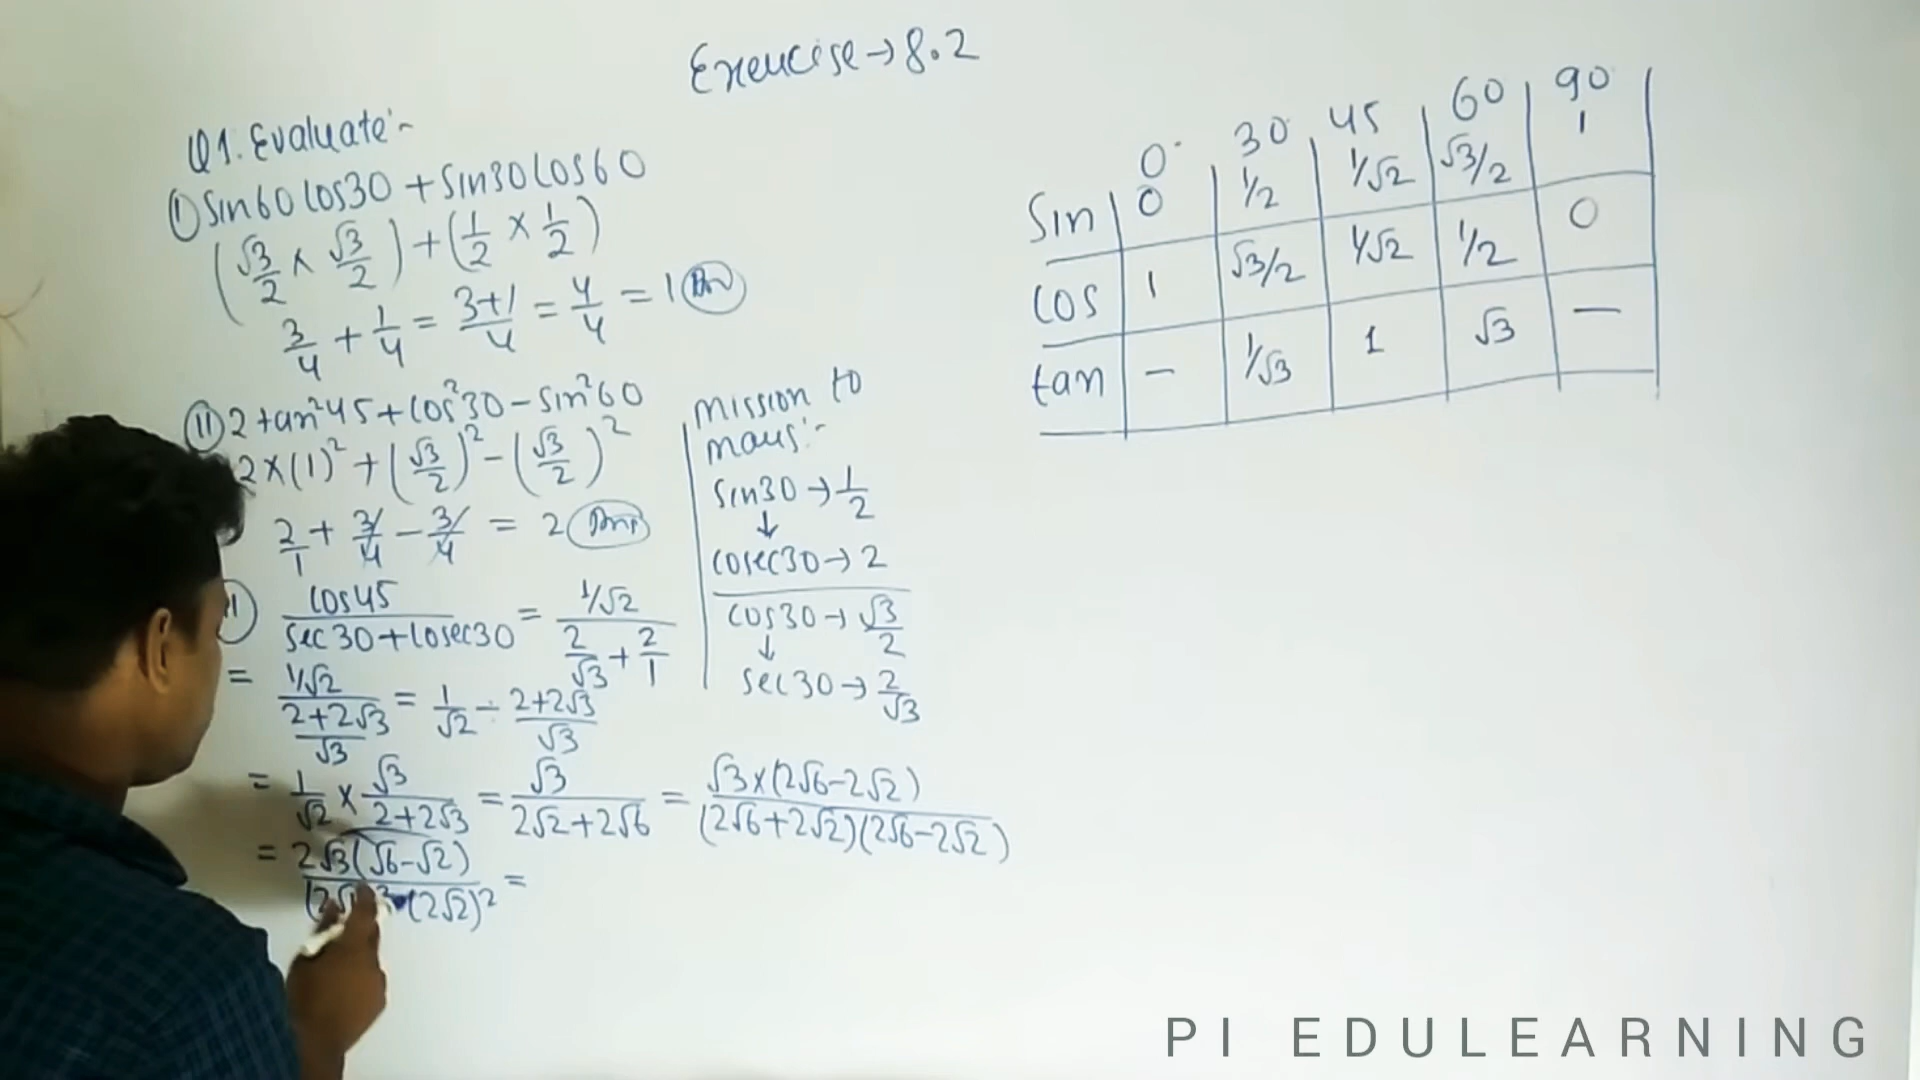 Exercise → 8.2
Q1. Evaluate :-
(I) Sin60 Cos30 + Sin30 Cos60
(√3/2 × √3/2) + (1/2 × 1/2)
3/4 + 1/4 = 3+1/4 = 4/4 = 1 Ans
(II) 2 tan²45 + Cos²30 - Sin²60
2×(1)² + (√3/2)² - (√3/2)²
2/1 + 3/4 - 3/4 = 2 Ans
cos45/sec30+cosec30 = 1/√2 / 2/√3 + 2/1
= 1/√2 / 2+2√3/√3 = 1/√2 ÷ 2+2√3/√3
= 1/√2 × √3/2+2√3 = √3/2√2+2√6 = √3×(2√6-2√2)/(2√6+2√2)(2√6-2√2)
= 2√3(√6-√2)/(2√ (2√2)² =
mission to
sin30 → 1/2
↓
cosec30 → 2
cos30 → √3/2
↓
sec30 → 2/√3
0° 30 45 60 90
Sin 0 1/2 1/√2 √3/2 1
Cos 1 √3/2 1/√2 1/2 0
tan - 1/√3 1 √3 —
PI EDULEARNING